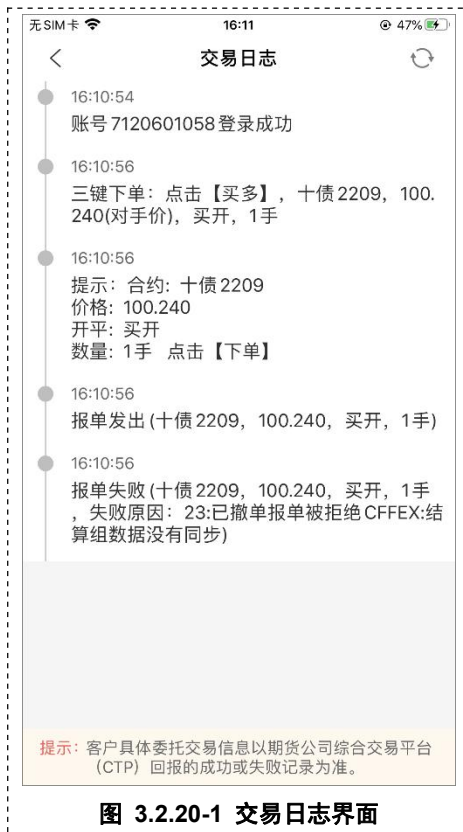 无SIM卡 16:11 47%
交易日志
16:10:54
账号7120601058登录成功
16:10:56
三键下单：点击【买多】，十债2209，100.
240(对手价)，买开，1手
16:10:56
提示：合约: 十债2209
价格: 100.240
开平: 买开
数量: 1手 点击【下单】
16:10:56
报单发出(十债2209，100.240，买开，1手)
16:10:56
报单失败(十债2209，100.240，买开，1手
，失败原因：23:已撤单报单被拒绝CFFEX:结
算组数据没有同步)
提示：客户具体委托交易信息以期货公司综合交易平台
（CTP）回报的成功或失败记录为准。
图 3.2.20-1 交易日志界面